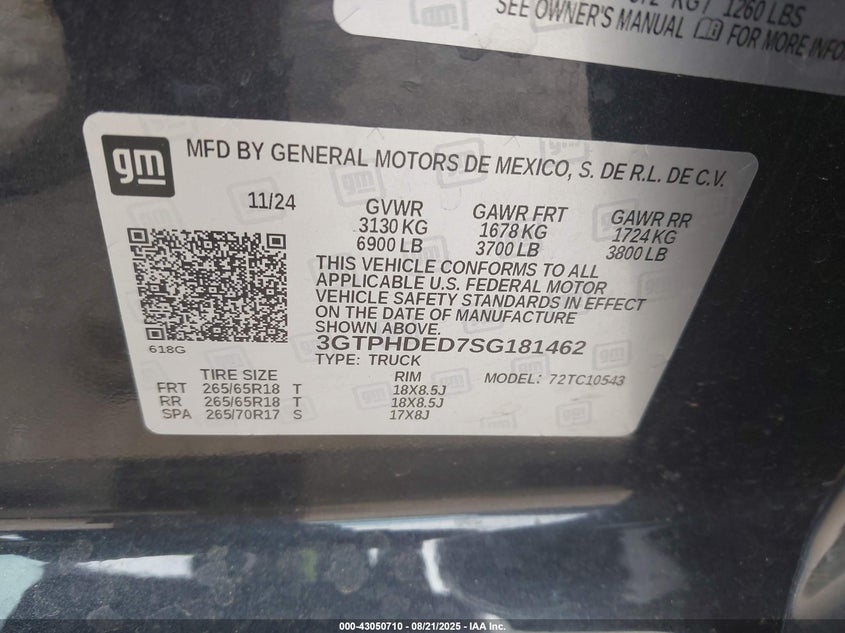 KG / 1260 LBS
SEE OWNER'S MANUAL FOR MORE
gm
MFD BY GENERAL MOTORS DE MEXICO, S. DE R.L. DE C.V.
11/24
GVWR GAWR FRT GAWR RR
3130 KG 1678 KG 1724 KG
6900 LB 3700 LB 3800 LB
THIS VEHICLE CONFORMS TO ALL
APPLICABLE U.S. FEDERAL MOTOR
VEHICLE SAFETY STANDARDS IN EFFECT
ON THE DATE OF MANUFACTURE
SHOWN ABOVE.
618G
3GTPHDED7SG181462
TYPE: TRUCK
MODEL: 72TC10543
TIRE SIZE RIM
FRT 265/65R18 T 18X8.5J
RR 265/65R18 T 18X8.5J
SPA 265/70R17 S 17X8J
000-43050710 - 08/21/2025 - IAA, Inc.